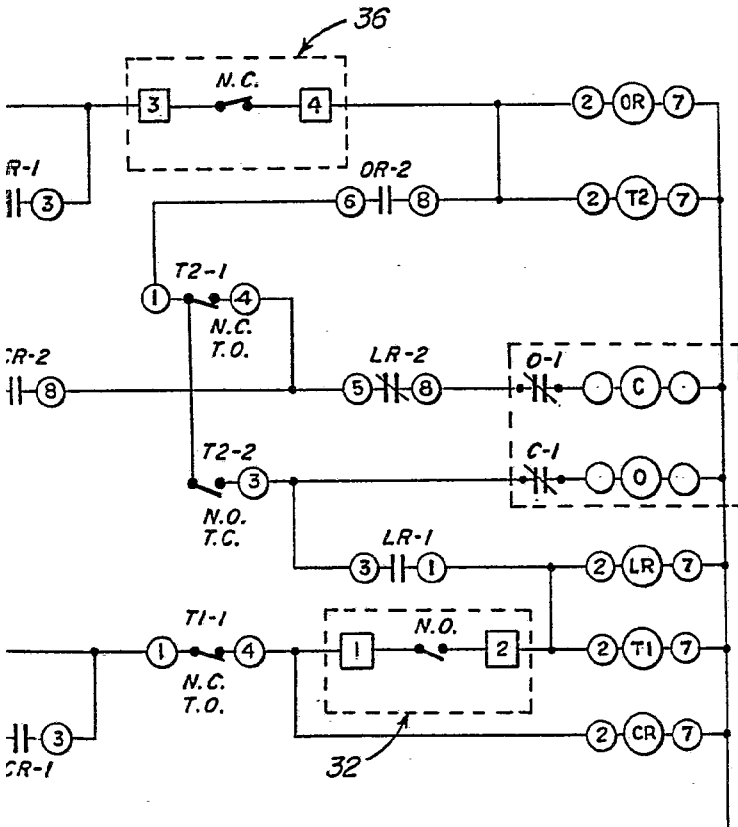 36
N.C.
3 4 2 OR 7
R-1 OR-2
3 6 8 2 T2 7
T2-1
1 4
N.C.
T.O.
CR-2 LR-2 O-1
8 5 8 C
T2-2 C-1
3 O
N.O.
T.C.
LR-1
3 1 2 LR 7
T1-1 N.O.
1 4 1 2 2 T1 7
N.C.
T.O.
3 2 CR 7
CR-1 32